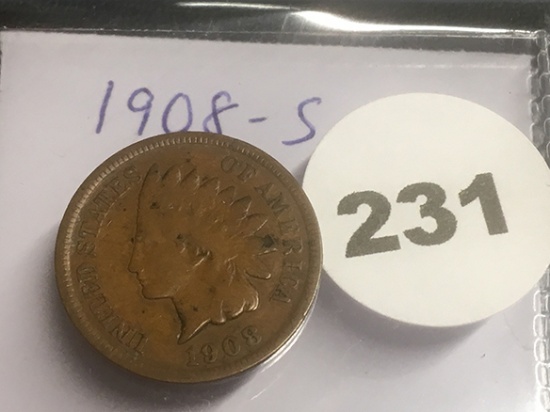 1908-S
231
UNITED STATES OF AMERICA
1908